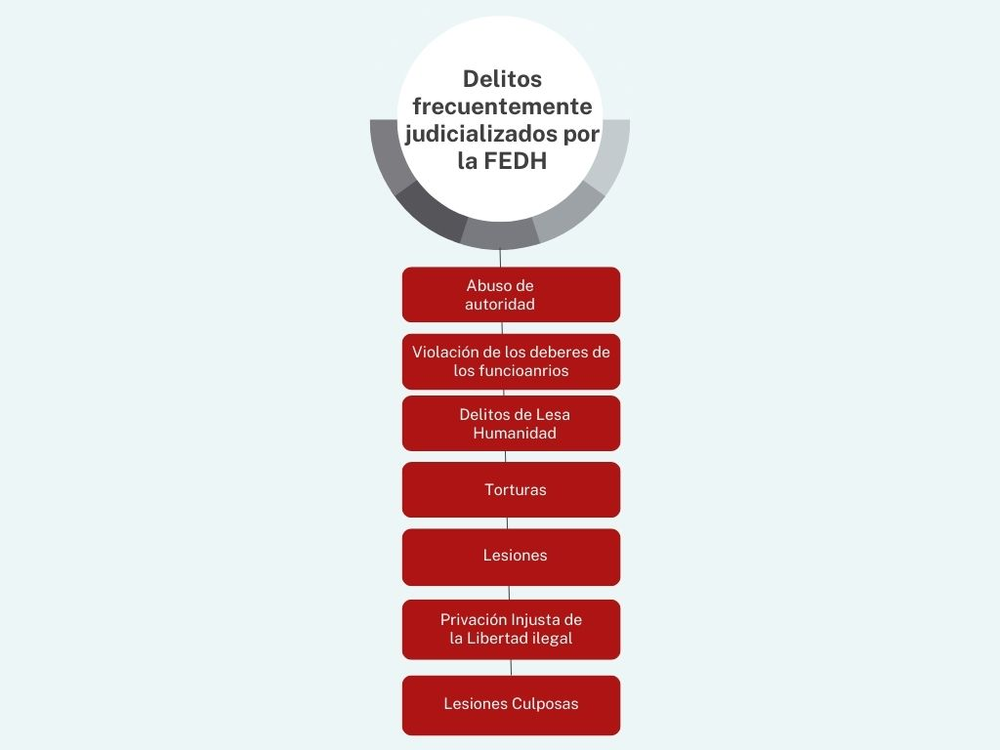 Delitos
frecuentemente
judicializados por
la FEDH
Abuso de
autoridad
Violación de los deberes de
los funcioanrios
Delitos de Lesa
Humanidad
Torturas
Lesiones
Privación Injusta de
la Libertad ilegal
Lesiones Culposas